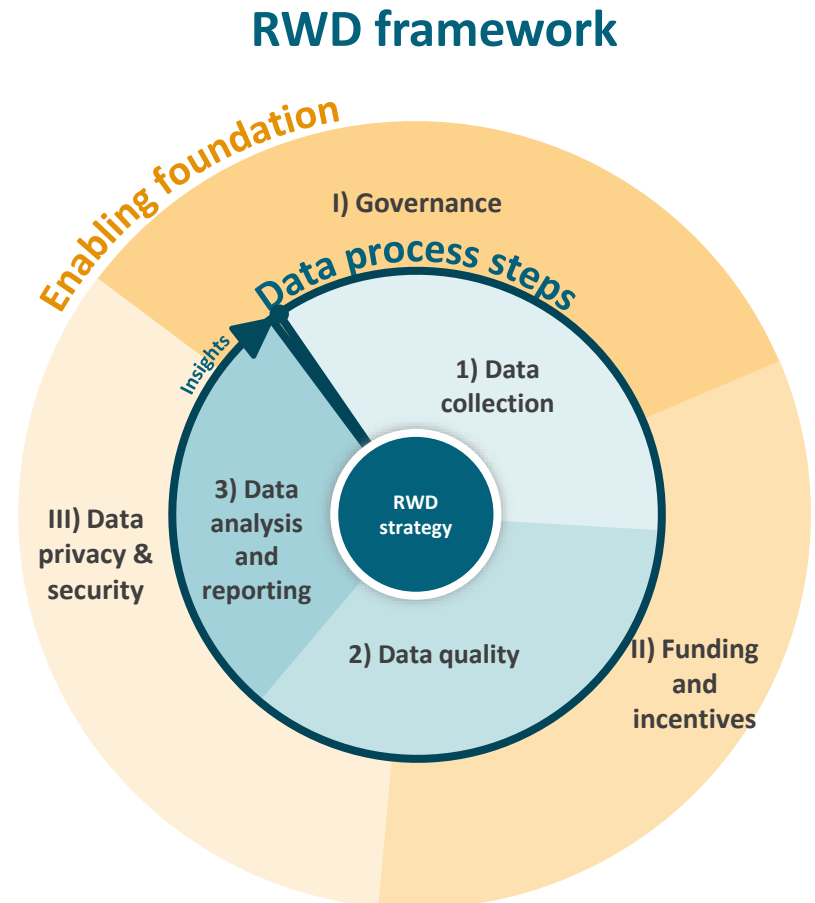 RWD framework
Enabling foundation
I) Governance
Data process steps
Insights
1) Data
collection
RWD
strategy
3) Data
analysis
and
reporting
III) Data
privacy &
security
2) Data quality
II) Funding
and
incentives